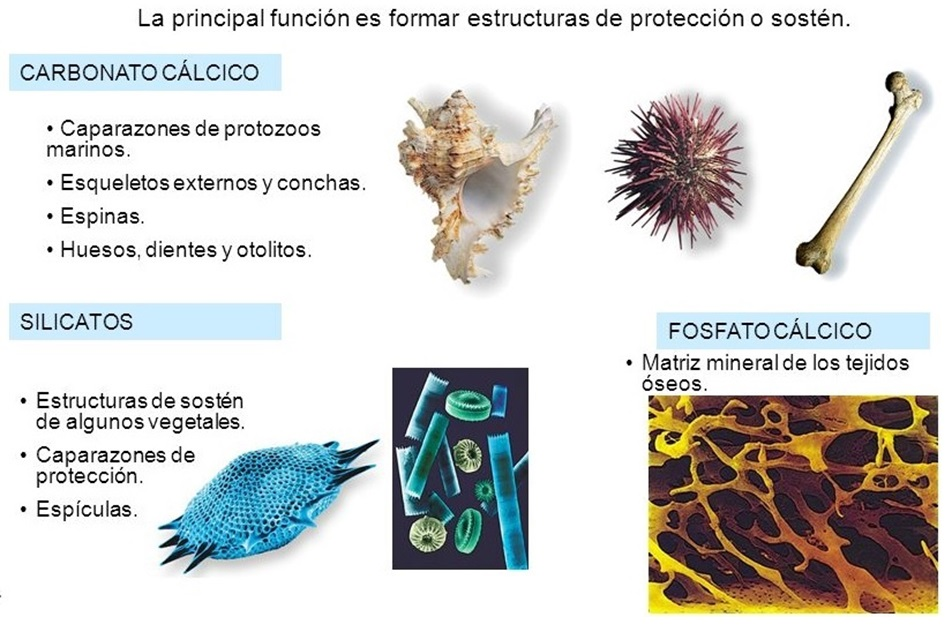 La principal función es formar estructuras de protección o sostén.
CARBONATO CÁLCICO
• Caparazones de protozoos
marinos.
• Esqueletos externos y conchas.
• Espinas.
• Huesos, dientes y otolitos.
SILICATOS
• Estructuras de sostén
de algunos vegetales.
• Caparazones de
protección.
• Espículas.
FOSFATO CÁLCICO
• Matriz mineral de los tejidos
óseos.